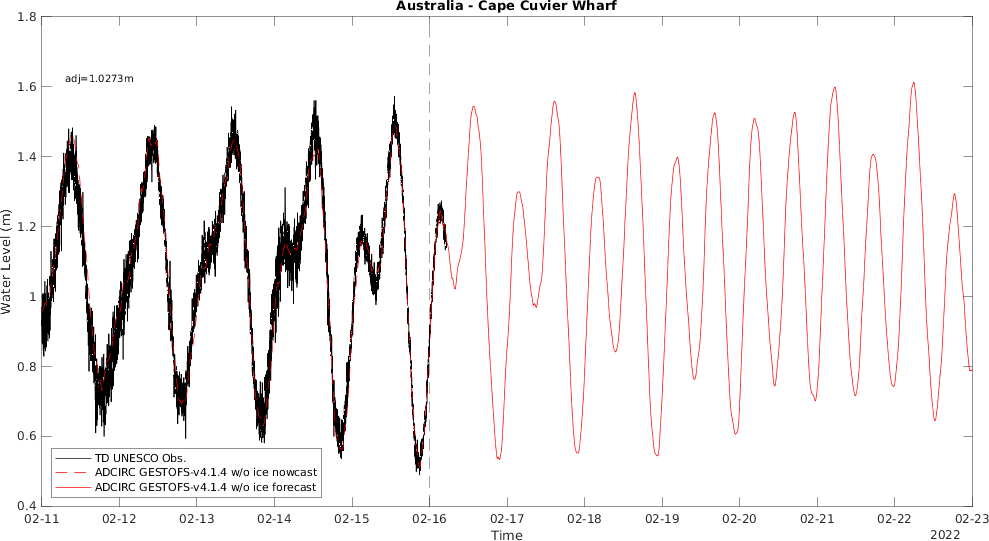 Australia - Cape Cuvier Wharf
1.8
1.6
1.4
1.2
1
0.8
0.6
0.4
Water Level (m)
adj=1.0273m
TD UNESCO Obs.
ADCIRC GESTOFS-v4.1.4 w/o ice nowcast
ADCIRC GESTOFS-v4.1.4 w/o ice forecast
02-11 02-12 02-13 02-14 02-15 02-16 02-17 02-18 02-19 02-20 02-21 02-22 02-23
Time
2022